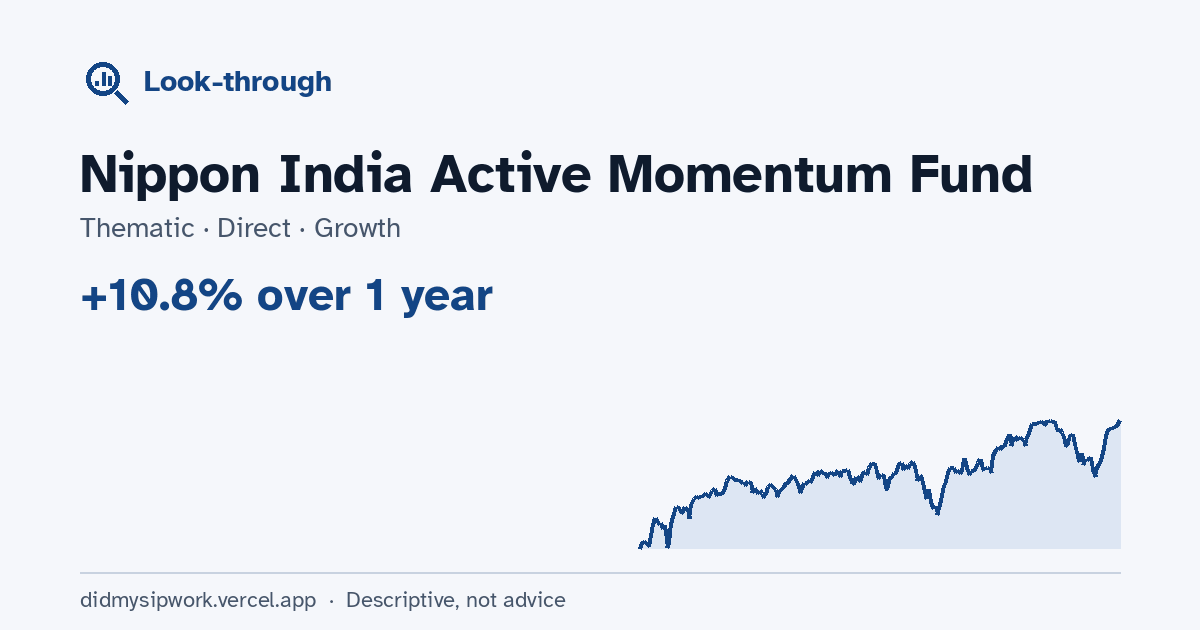 Look-through
Nippon India Active Momentum Fund
Thematic · Direct · Growth
+10.8% over 1 year
didmysipwork.vercel.app · Descriptive, not advice